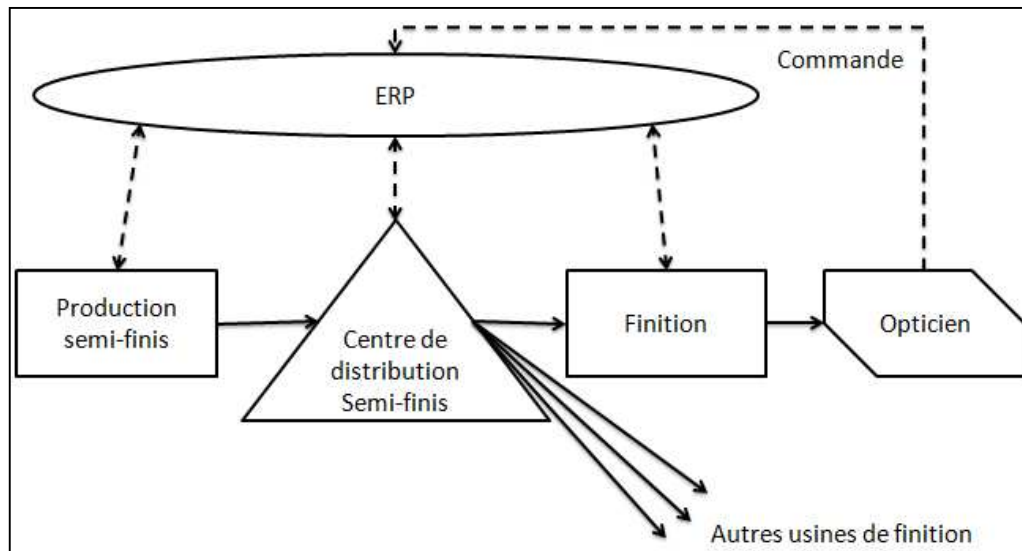 Commande
ERP
Production
semi-finis
Centre de
distribution
Semi-finis
Finition
Opticien
Autres usines de finition